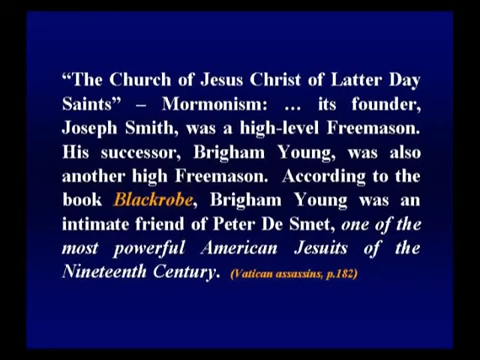 “The Church of Jesus Christ of Latter Day
Saints” – Mormonism: … its founder,
Joseph Smith, was a high-level Freemason.
His successor, Brigham Young, was also
another high Freemason. According to the
book Blackrobe, Brigham Young was an
intimate friend of Peter De Smet, one of the
most powerful American Jesuits of the
Nineteenth Century. (Vatican assassins, p.182)